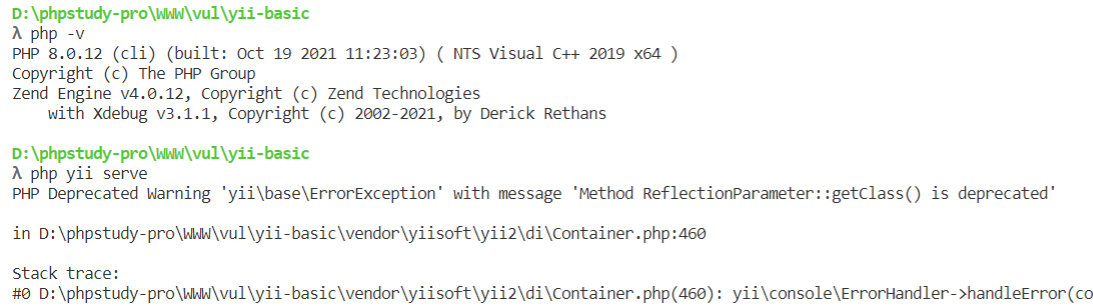 D:\phpstudy-pro\WWW\vul\yii-basic
λ php -v
PHP 8.0.12 (cli) (built: Oct 19 2021 11:23:03) ( NTS Visual C++ 2019 x64 )
Copyright (c) The PHP Group
Zend Engine v4.0.12, Copyright (c) Zend Technologies
    with Xdebug v3.1.1, Copyright (c) 2002-2021, by Derick Rethans
D:\phpstudy-pro\WWW\vul\yii-basic
λ php yii serve
PHP Deprecated Warning 'yii\base\ErrorException' with message 'Method ReflectionParameter::getClass() is deprecated'
in D:\phpstudy-pro\WWW\vul\yii-basic\vendor\yiisoft\yii2\di\Container.php:460
Stack trace:
#0 D:\phpstudy-pro\WWW\vul\yii-basic\vendor\yiisoft\yii2\di\Container.php(460): yii\console\ErrorHandler->handleError(co